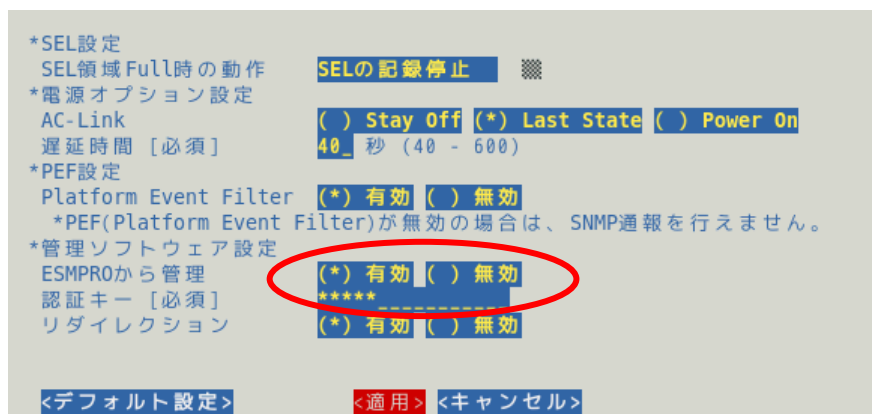 *SEL設定
SEL領域Full時の動作 SELの記録停止
*電源オプション設定
AC-Link ( ) Stay Off (*) Last State ( ) Power On
遅延時間 [必須] 40_ 秒 (40 - 600)
*PEF設定
Platform Event Filter (*) 有効 ( ) 無効
*PEF(Platform Event Filter)が無効の場合は、SNMP通報を行えません。
*管理ソフトウェア設定
ESMPROから管理 (*) 有効 ( ) 無効
認証キー [必須] *****___________
リダイレクション (*) 有効 ( ) 無効
<デフォルト設定> <適用> <キャンセル>